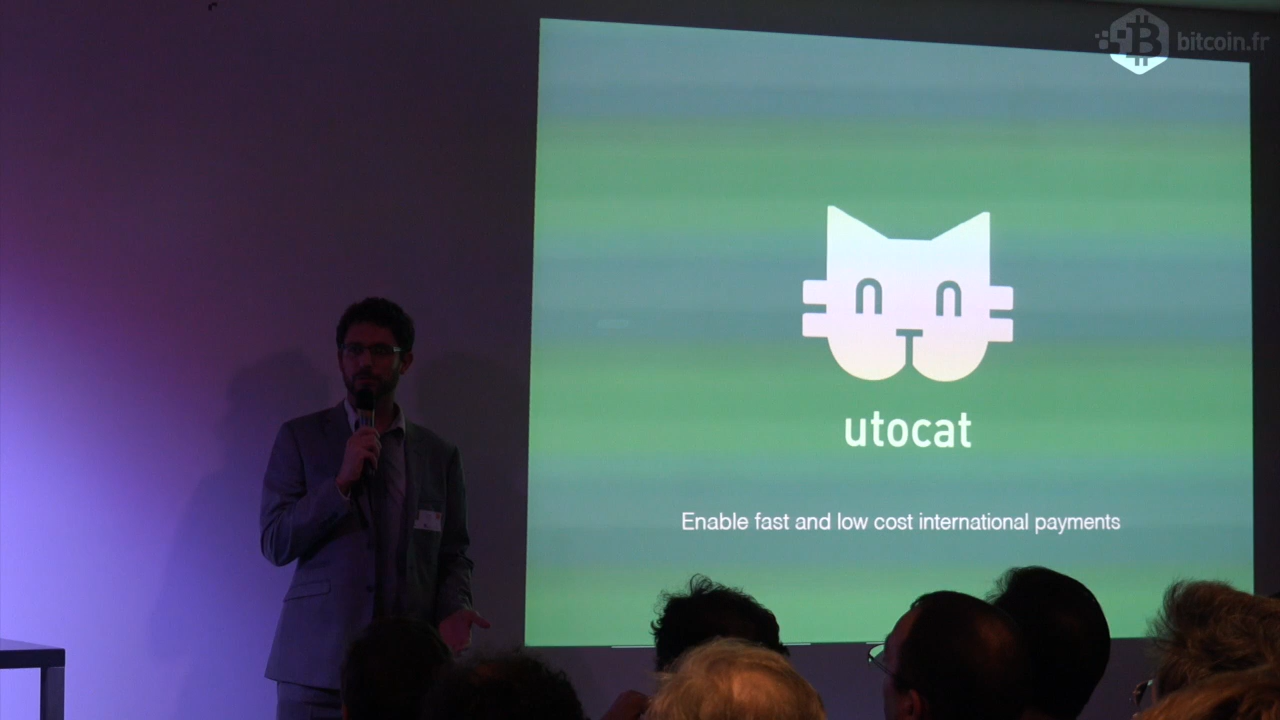 bitcoin.fr
utocat
Enable fast and low cost international payments